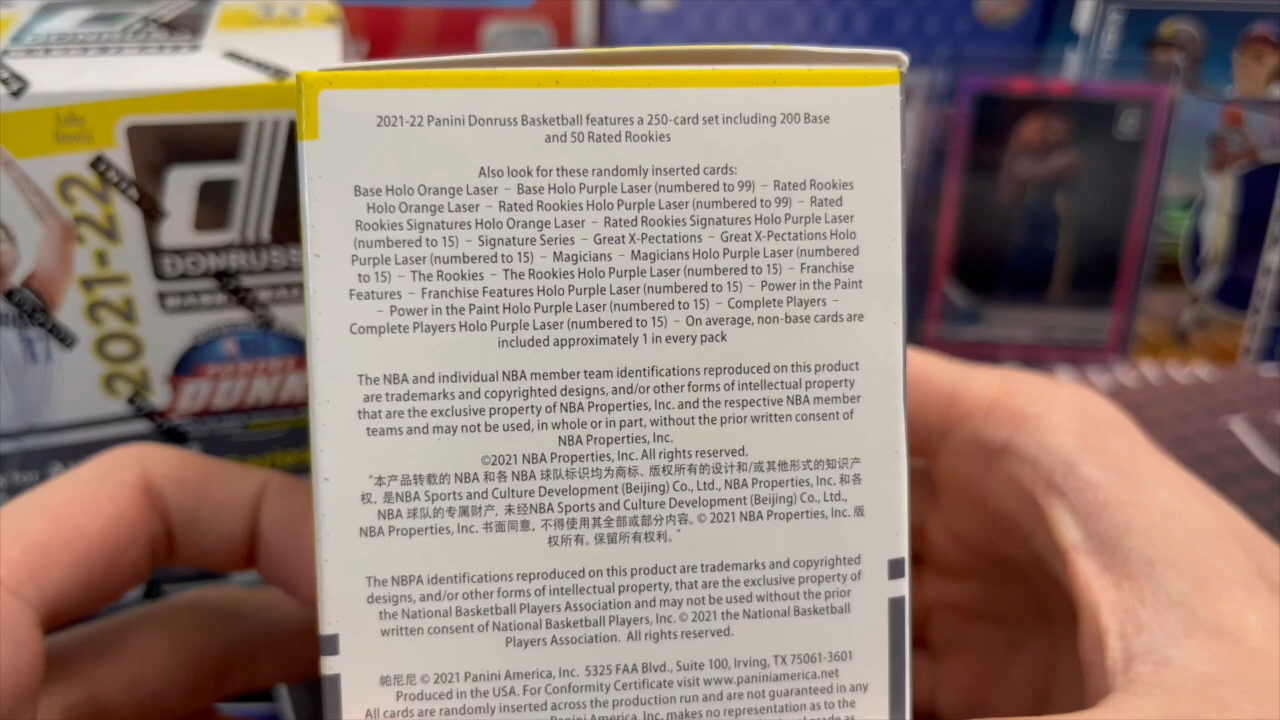 2021-22 Panini Donruss Basketball features a 250-card set including 200 Base
and 50 Rated Rookies
Also look for these randomly inserted cards:
Base Holo Orange Laser – Base Holo Purple Laser (numbered to 99) – Rated Rookies
Holo Orange Laser – Rated Rookies Holo Purple Laser (numbered to 99) – Rated
Rookies Signatures Holo Orange Laser – Rated Rookies Signatures Holo Purple Laser
(numbered to 15) – Signature Series – Great X-Pectations – Great X-Pectations Holo
Purple Laser (numbered to 15) – Magicians – Magicians Holo Purple Laser (numbered
to 15) – The Rookies – The Rookies Holo Purple Laser (numbered to 15) – Franchise
Features – Franchise Features Holo Purple Laser (numbered to 15) – Power in the Paint
– Power in the Paint Holo Purple Laser (numbered to 15) – Complete Players –
Complete Players Holo Purple Laser (numbered to 15) – On average, non-base cards are
included approximately 1 in every pack
The NBA and individual NBA member team identifications reproduced on this product
are trademarks and copyrighted designs, and/or other forms of intellectual property
that are the exclusive property of NBA Properties, Inc. and the respective NBA member
teams and may not be used, in whole or in part, without the prior written consent of
NBA Properties, Inc.
©2021 NBA Properties, Inc. All rights reserved.
“本产品转载的 NBA 和各 NBA 球队标识均为商标、版权所有的设计和/或其他形式的知识产
权, 是NBA Sports and Culture Development (Beijing) Co., Ltd., NBA Properties, Inc. 和各
NBA 球队的专属财产, 未经NBA Sports and Culture Development (Beijing) Co., Ltd.,
NBA Properties, Inc. 书面同意, 不得使用其全部或部分内容。© 2021 NBA Properties, Inc. 版
权所有。保留所有权利。”
The NBPA identifications reproduced on this product are trademarks and copyrighted
designs, and/or other forms of intellectual property, that are the exclusive property of
the National Basketball Players Association and may not be used without the prior
written consent of National Basketball Players, Inc. © 2021 the National Basketball
Players Association. All rights reserved.
帕尼尼 © 2021 Panini America, Inc. 5325 FAA Blvd., Suite 100, Irving, TX 75061-3601
Produced in the USA. For Conformity Certificate visit www.paniniamerica.net
All cards are randomly inserted across the production run and are not guaranteed in any
Panini America, Inc. makes no representation as to the
2021-22
DONRUSS
PANINI